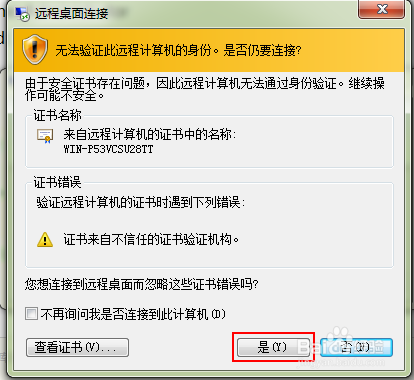 远程桌面连接
无法验证此远程计算机的身份。是否仍要连接?
由于安全证书存在问题，因此远程计算机无法通过身份验证。继续操
作可能不安全。
证书名称
来自远程计算机的证书中的名称:
WIN-P53VCSU28TT
证书错误
验证远程计算机的证书时遇到下列错误:
证书来自不信任的证书验证机构。
您想连接到远程桌面而忽略这些证书错误吗?
不再询问我是否连接到此计算机(D)
查看证书(V)...
是(Y)
否(N)